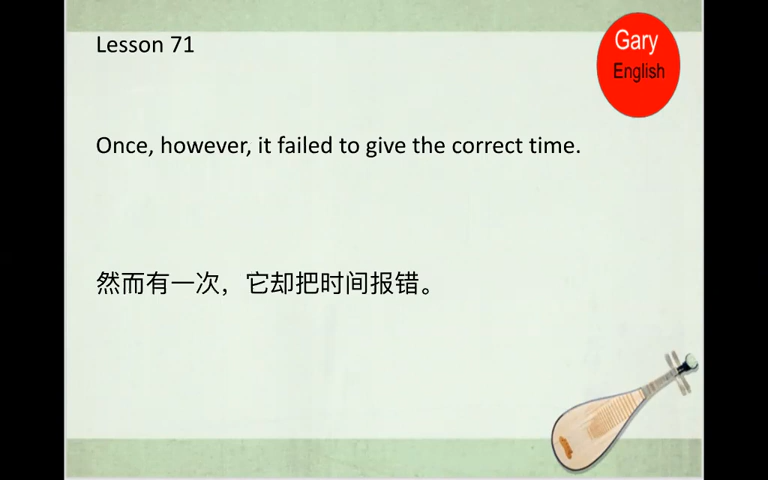 Lesson 71
Gary
English
Once, however, it failed to give the correct time.
然而有一次，它却把时间报错。